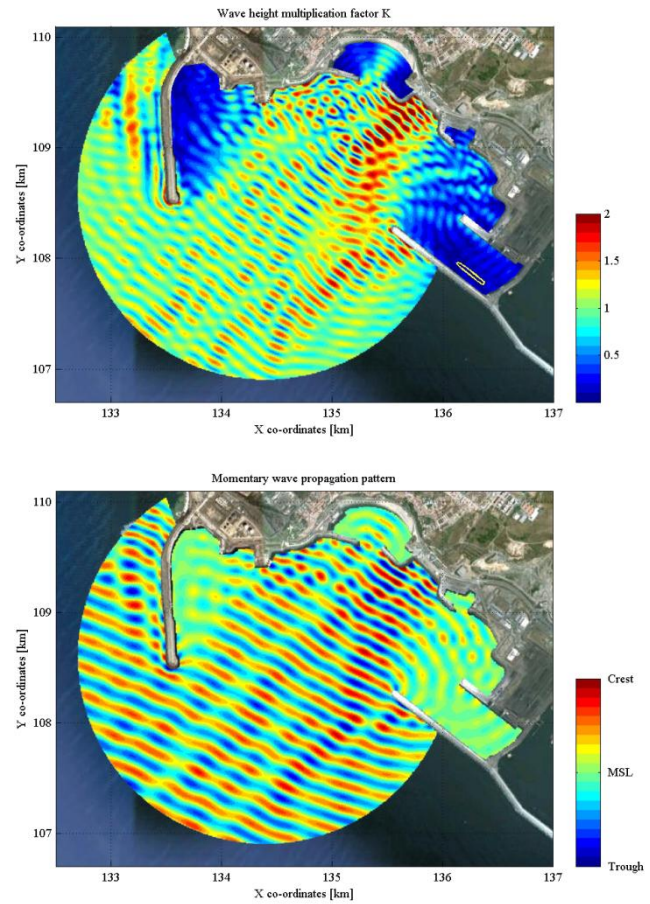 Wave height multiplication factor K
110
109
108
107
Y co-ordinates [km]
133
134
135
136
137
X co-ordinates [km]
2
1.5
1
0.5
Momentary wave propagation pattern
110
109
108
107
Y co-ordinates [km]
133
134
135
136
137
X co-ordinates [km]
Crest
MSL
Trough